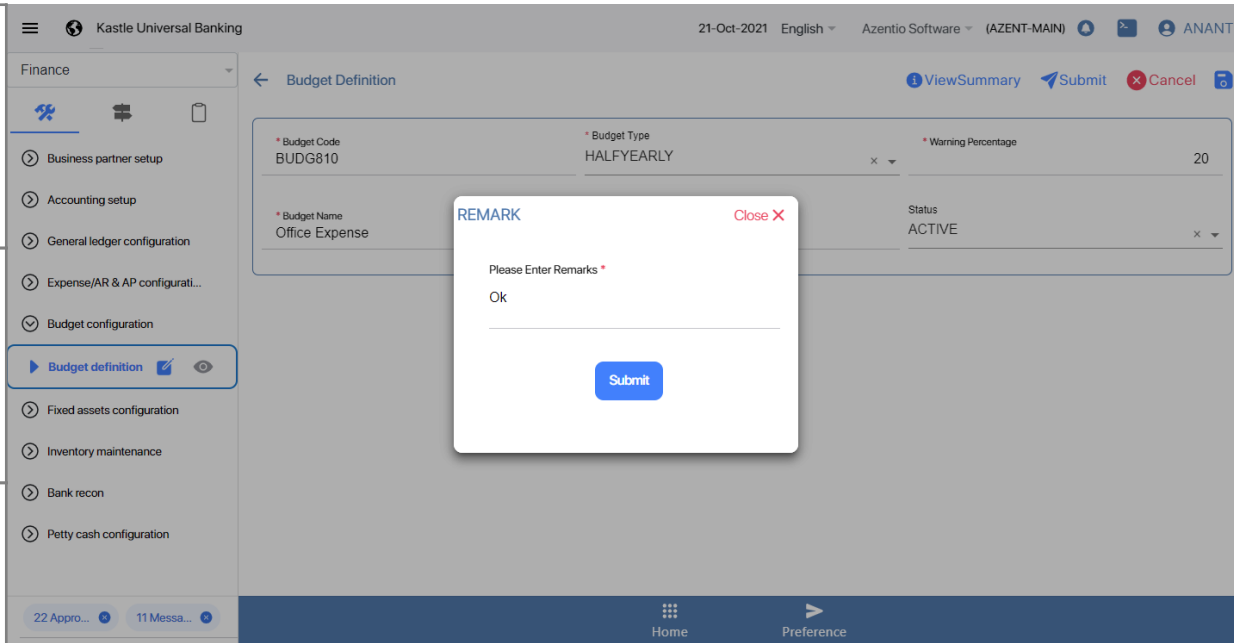 Kastle Universal Banking
21-Oct-2021 English Azentio Software (AZENT-MAIN) ANANT
Finance
Budget Definition
ViewSummary Submit Cancel
Business partner setup
Accounting setup
General ledger configuration
Expense/AR & AP configurati...
Budget configuration
Budget definition
Fixed assets configuration
Inventory maintenance
Bank recon
Petty cash configuration
22 Appro... 11 Messa...
* Budget Code
BUDG810
* Budget Type
HALFYEARLY
* Warning Percentage
20
* Budget Name
Office Expense
Status
ACTIVE
REMARK Close
Please Enter Remarks *
Ok
Submit
Home Preference